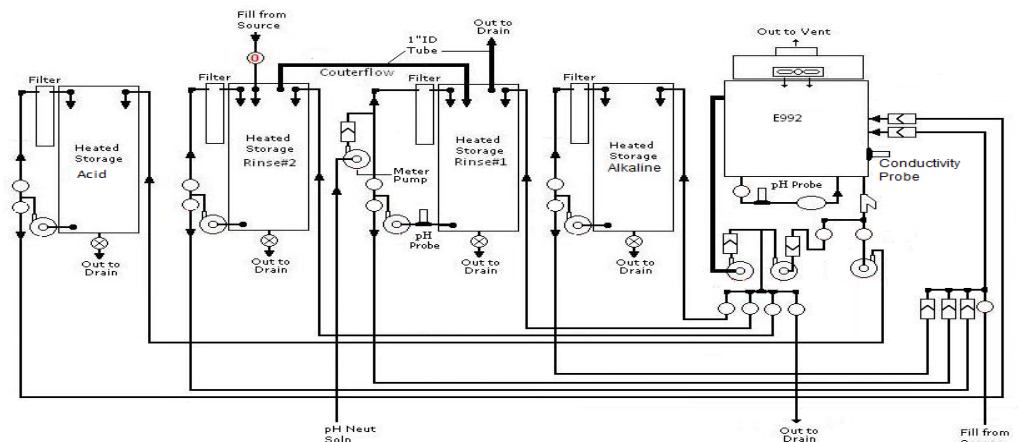 Fill from
Source
0
1"ID
Tube
Out to
Drain
Out to Vent
Filter
Filter
Couterflow
Filter
Filter
E992
Heated
Storage
Acid
Heated
Storage
Rinse#2
Heated
Storage
Rinse#1
Heated
Storage
Alkaline
Conductivity
Probe
Meter
Pump
pH Probe
pH
Probe
Out to
Drain
Out to
Drain
Out to
Drain
Out to
Drain
pH Neut
Soln
Out to
Drain
Fill from